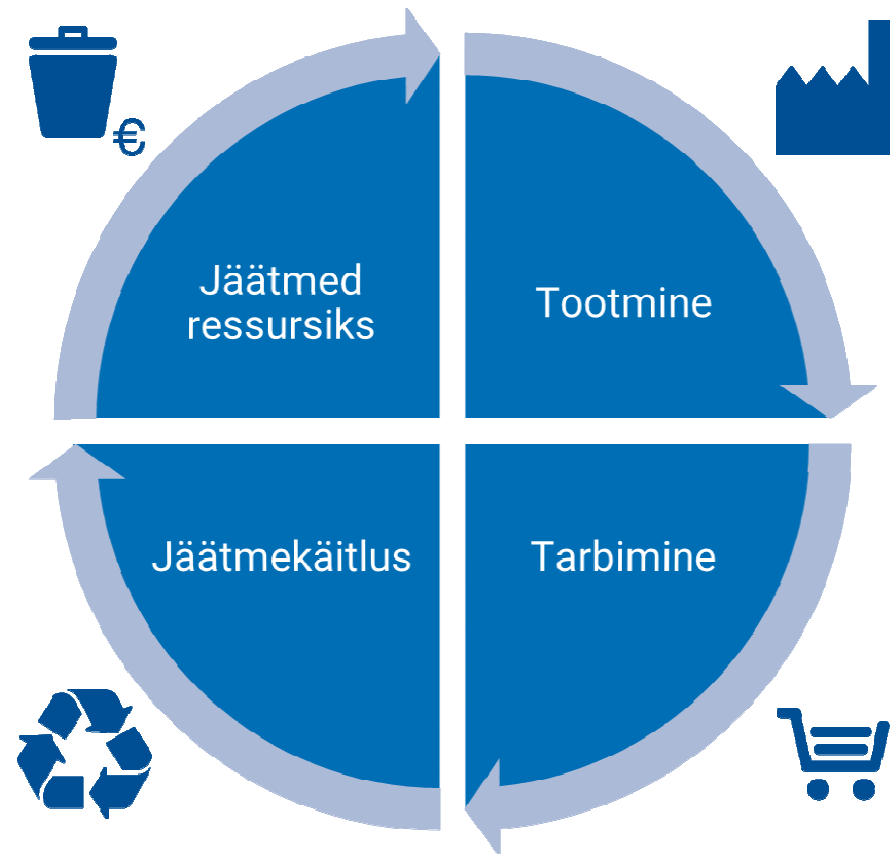 Jäätmed
ressursiks
Tootmine
Jäätmekäitlus
Tarbimine
€